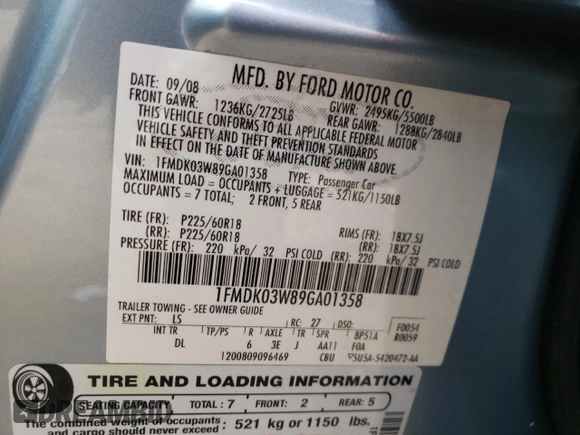 MFD. BY FORD MOTOR CO.
DATE: 09/08 GVWR: 2495KG/5500LB
FRONT GAWR: 1236KG/2725LB REAR GAWR: 1288KG/2840LB
THIS VEHICLE CONFORMS TO ALL APPLICABLE FEDERAL MOTOR
VEHICLE SAFETY AND THEFT PREVENTION STANDARDS
IN EFFECT ON THE DATE OF MANUFACTURE SHOWN ABOVE.
VIN: 1FMDK03W89GA01358 TYPE: Passenger Car
MAXIMUM LOAD = OCCUPANTS + LUGGAGE = 521KG/1150LB
OCCUPANTS = 7 TOTAL; 2 FRONT, 5 REAR
TIRE (FR): P225/60R18 RIMS (FR): 18X7.5J
(RR): P225/60R18 (RR): 18X7.5J
PRESSURE (FR): 220 kPa/ 32 PSI COLD (RR): 220 kPa/ 32 PSI COLD
1FMDK03W89GA01358
TRAILER TOWING - SEE OWNER GUIDE
EXT PNT: LS RC: 27 DSO: F0054
INT TR TP/PS R AXLE TR SPR 8P51A R0059
DL 6 3E J AA11 F0A
1200809096469 CBU 5U5A-5420472-AA
TIRE AND LOADING INFORMATION
SEATING CAPACITY TOTAL : 7 FRONT : 2 REAR : 5
The combined weight of occupants
and cargo should never exceed : 521 kg or 1150 lbs.
DREAMBID